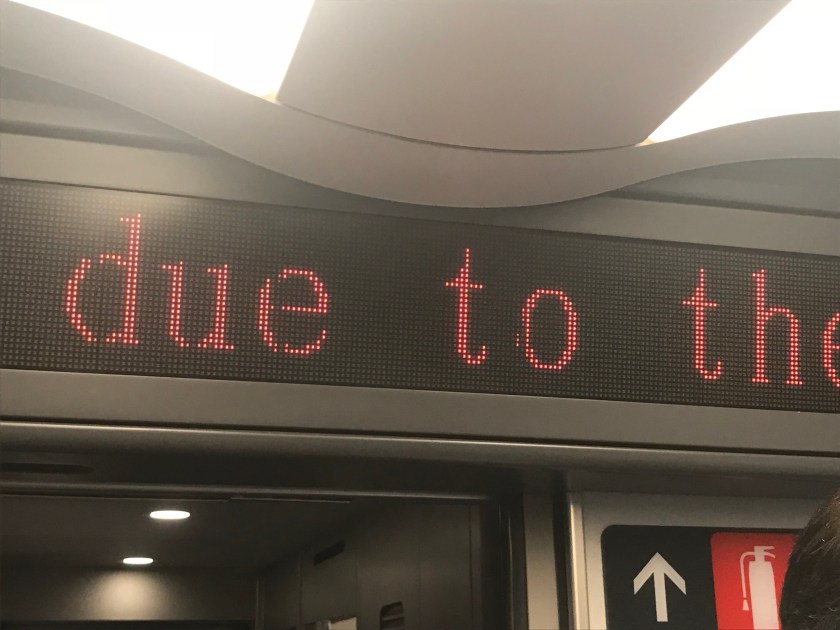 due to the